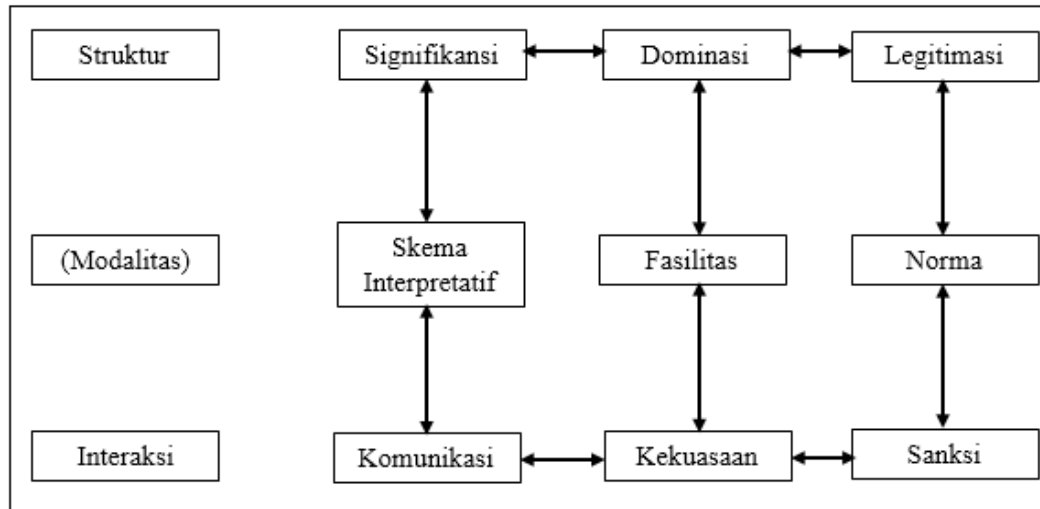 Struktur
Signifikansi
Dominasi
Legitimasi
(Modalitas)
Skema
Interpretatif
Fasilitas
Norma
Interaksi
Komunikasi
Kekuasaan
Sanksi